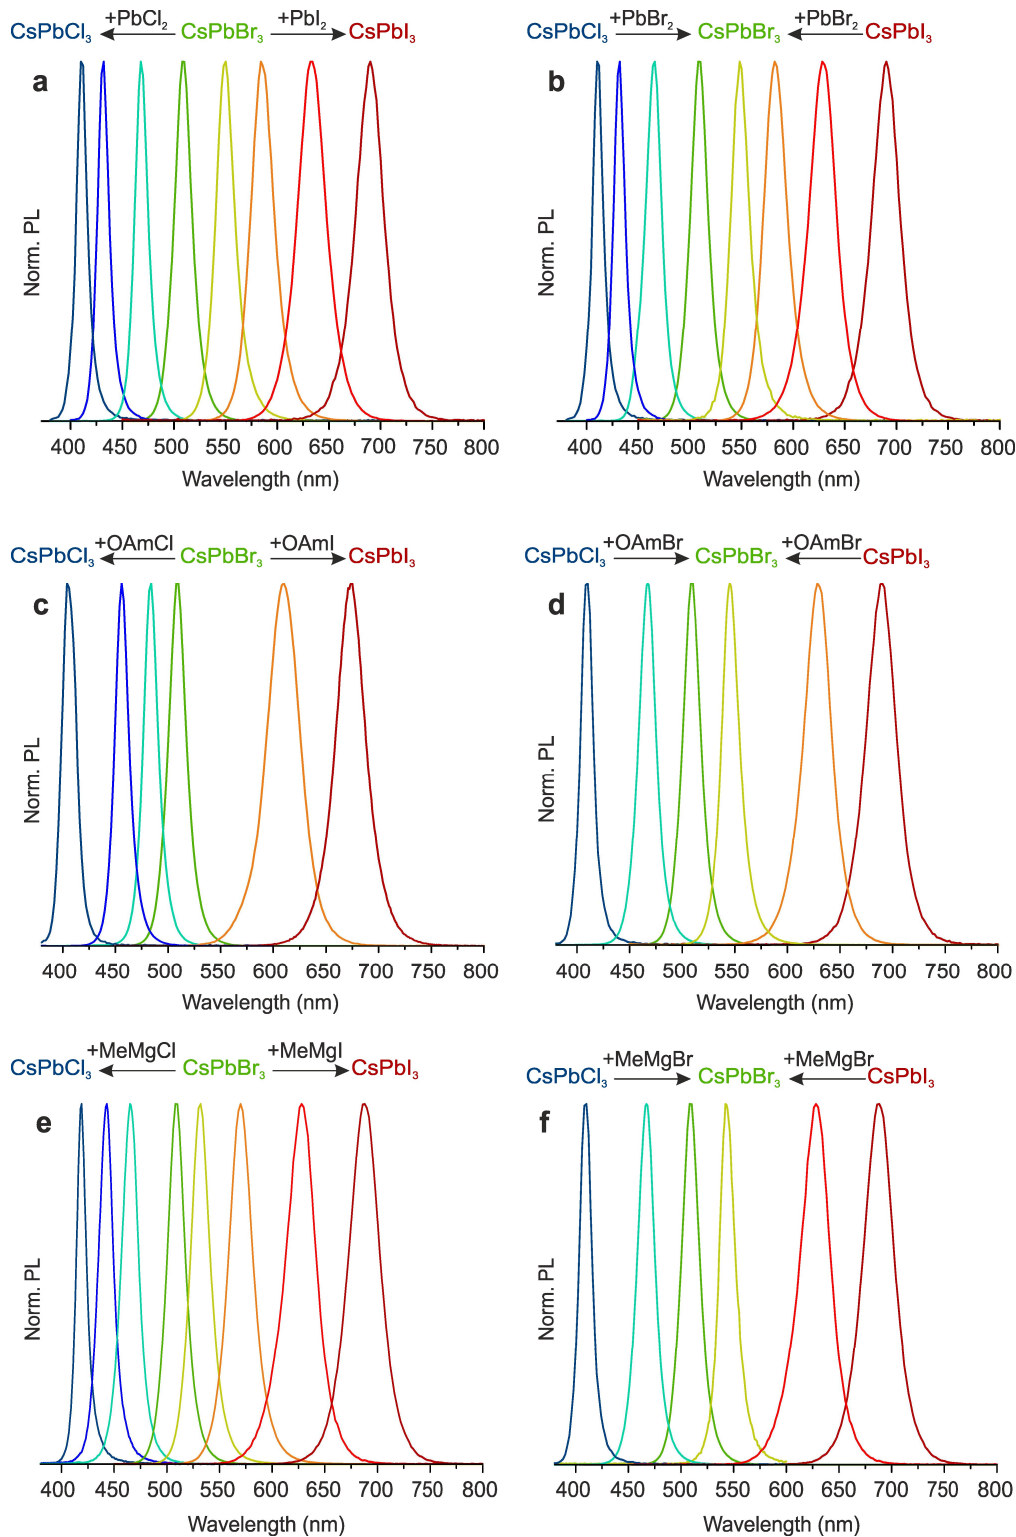 +PbCl₂ +PbI₂
CsPbCl₃ CsPbBr₃ CsPbI₃
a
Norm. PL
400 450 500 550 600 650 700 750 800
Wavelength (nm)
+PbBr₂ +PbBr₂
CsPbCl₃ CsPbBr₃ CsPbI₃
b
Norm. PL
400 450 500 550 600 650 700 750 800
Wavelength (nm)
+OAmCl +OAmI
CsPbCl₃ CsPbBr₃ CsPbI₃
c
Norm. PL
400 450 500 550 600 650 700 750 800
Wavelength (nm)
+OAmBr +OAmBr
CsPbCl₃ CsPbBr₃ CsPbI₃
d
Norm. PL
400 450 500 550 600 650 700 750 800
Wavelength (nm)
+MeMgCl +MeMgI
CsPbCl₃ CsPbBr₃ CsPbI₃
e
Norm. PL
400 450 500 550 600 650 700 750 800
Wavelength (nm)
+MeMgBr +MeMgBr
CsPbCl₃ CsPbBr₃ CsPbI₃
f
Norm. PL
400 450 500 550 600 650 700 750 800
Wavelength (nm)